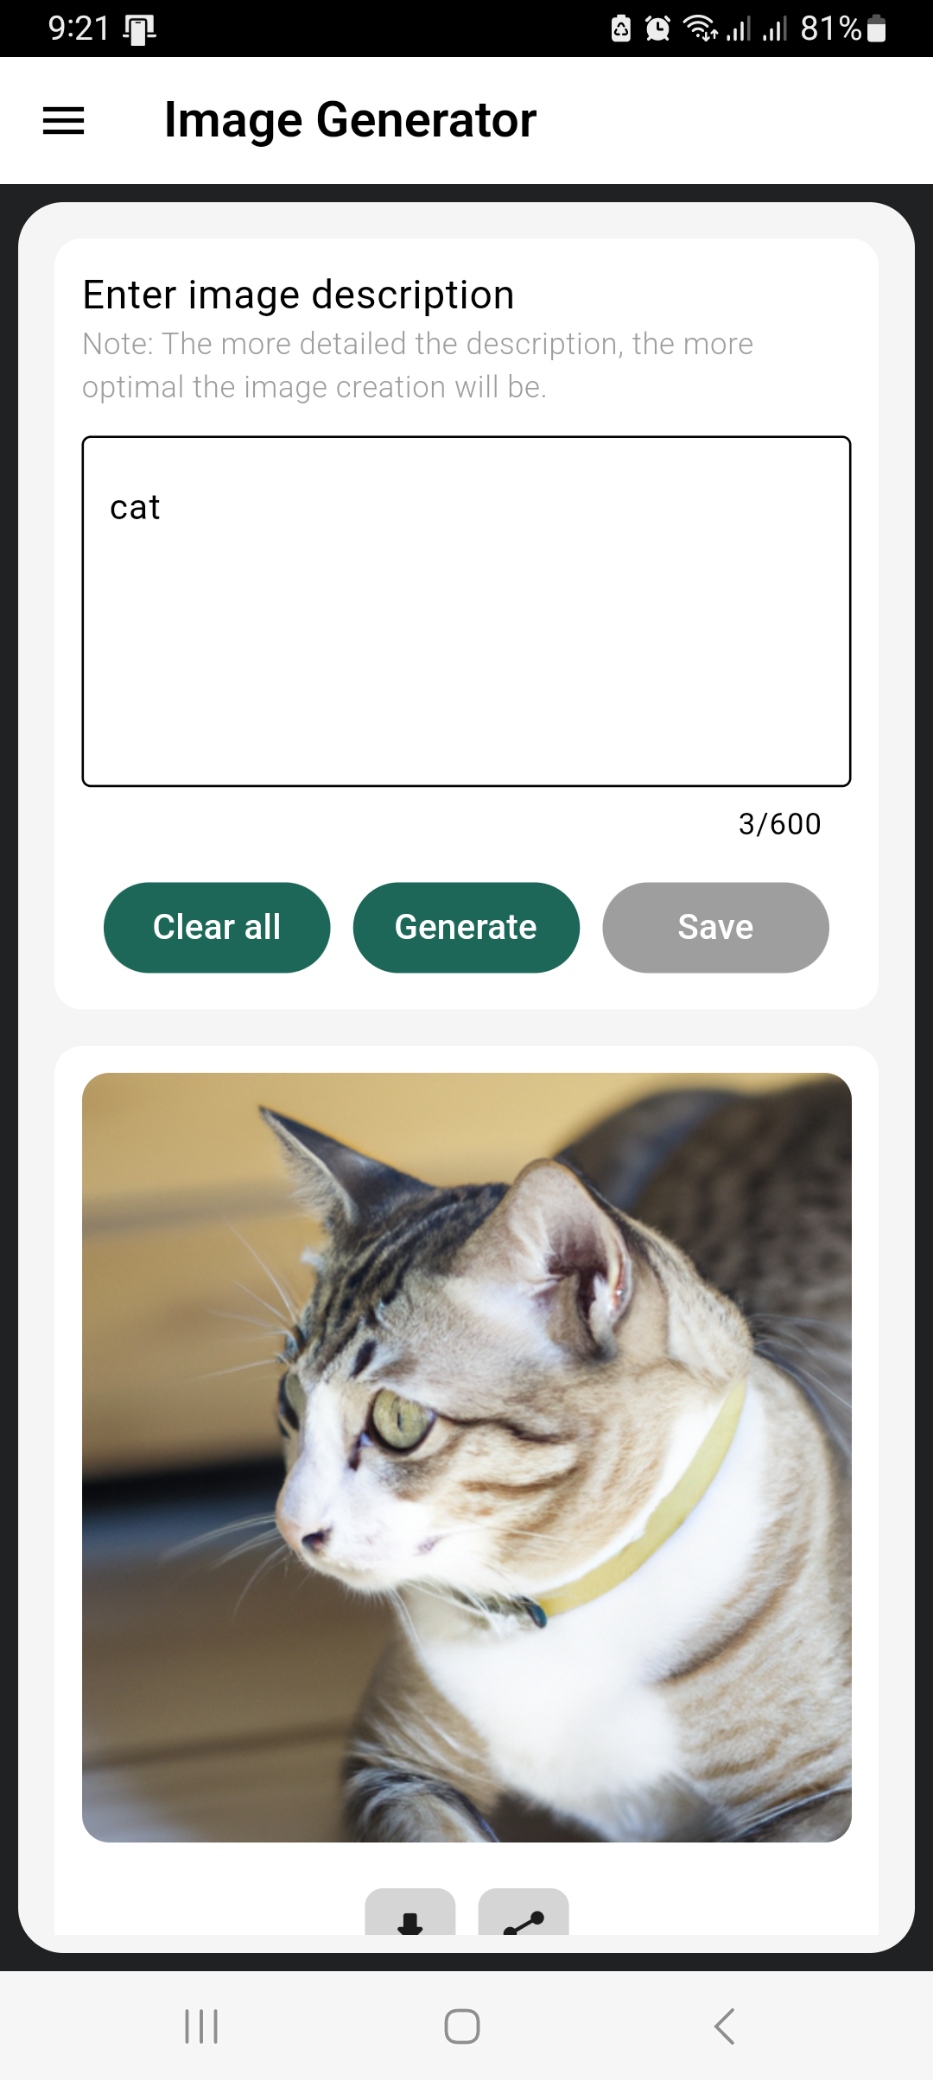 9:21
81%
Image Generator
Enter image description
Note: The more detailed the description, the more
optimal the image creation will be.
cat
3/600
Clear all
Generate
Save